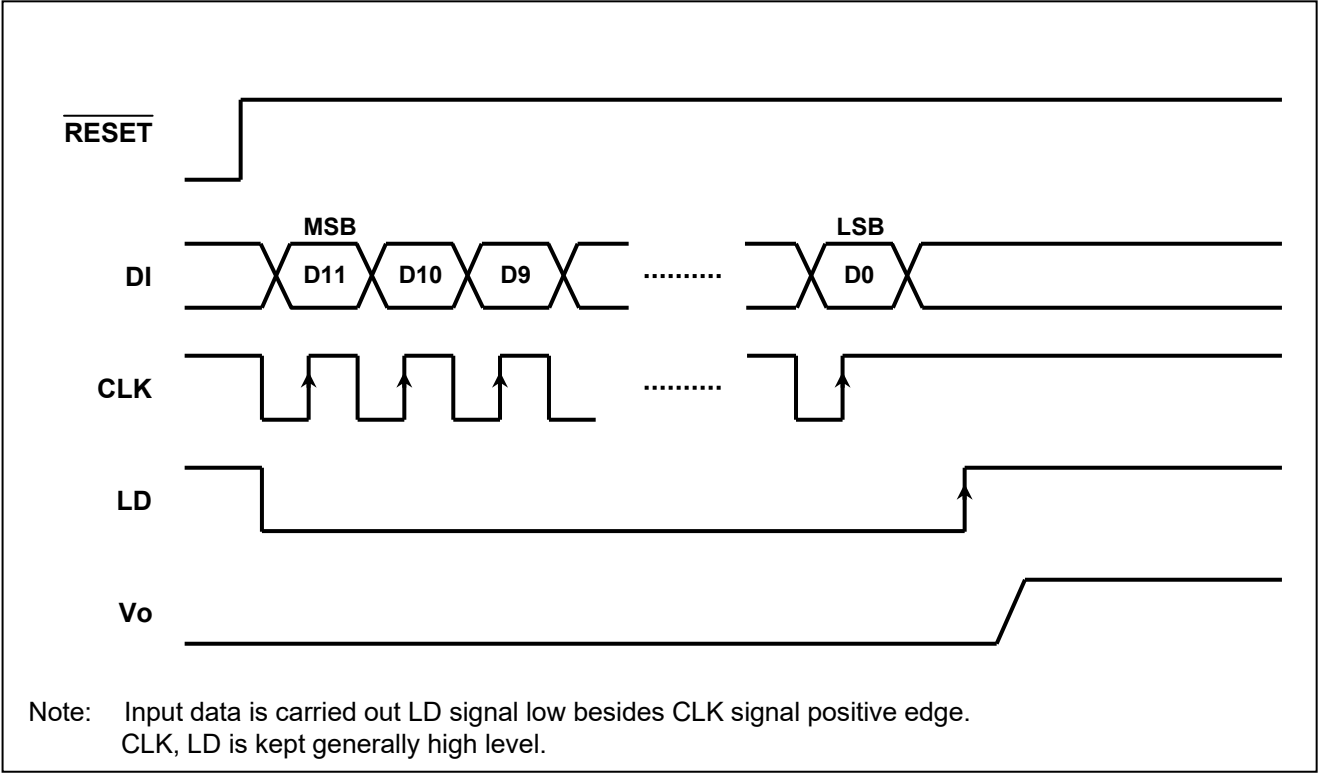 RESET
MSB LSB
DI D11 D10 D9 .......... D0
CLK ..........
LD
Vo
Note: Input data is carried out LD signal low besides CLK signal positive edge.
CLK, LD is kept generally high level.